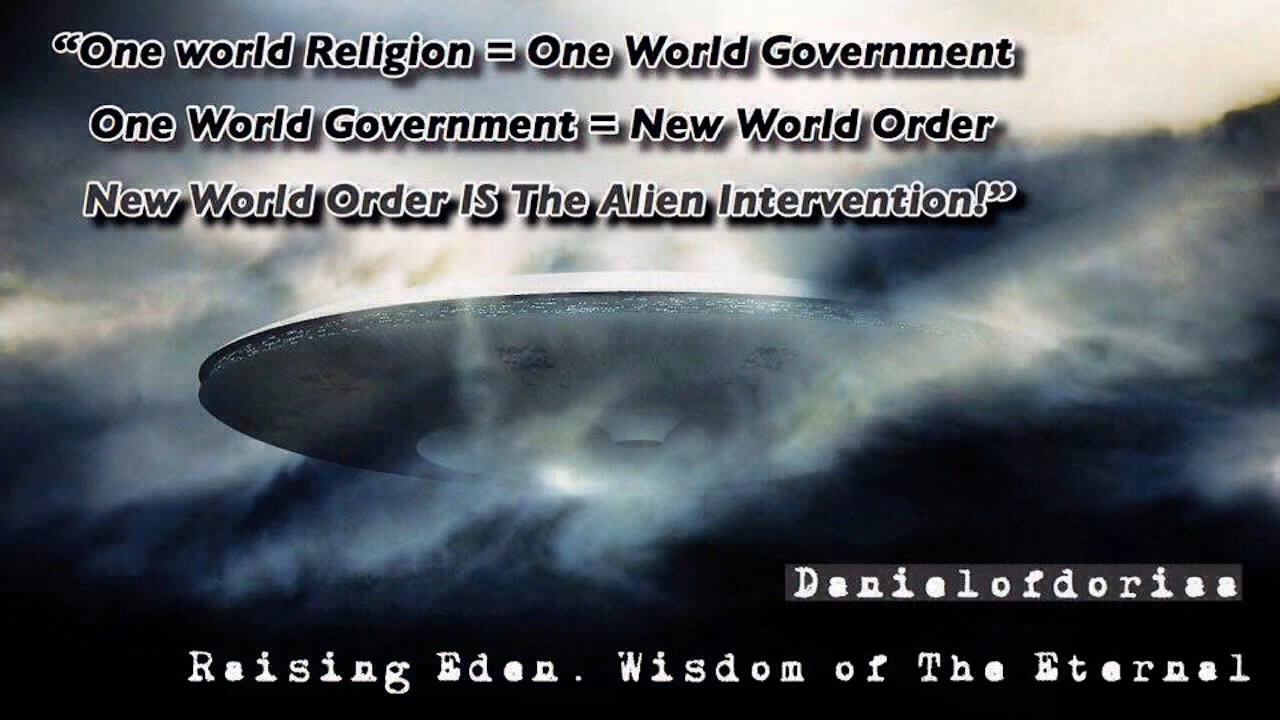 “One world Religion = One World Government
One World Government = New World Order
New World Order IS The Alien Intervention!”
Danielofdoriaa
Raising Eden. Wisdom of The Eternal